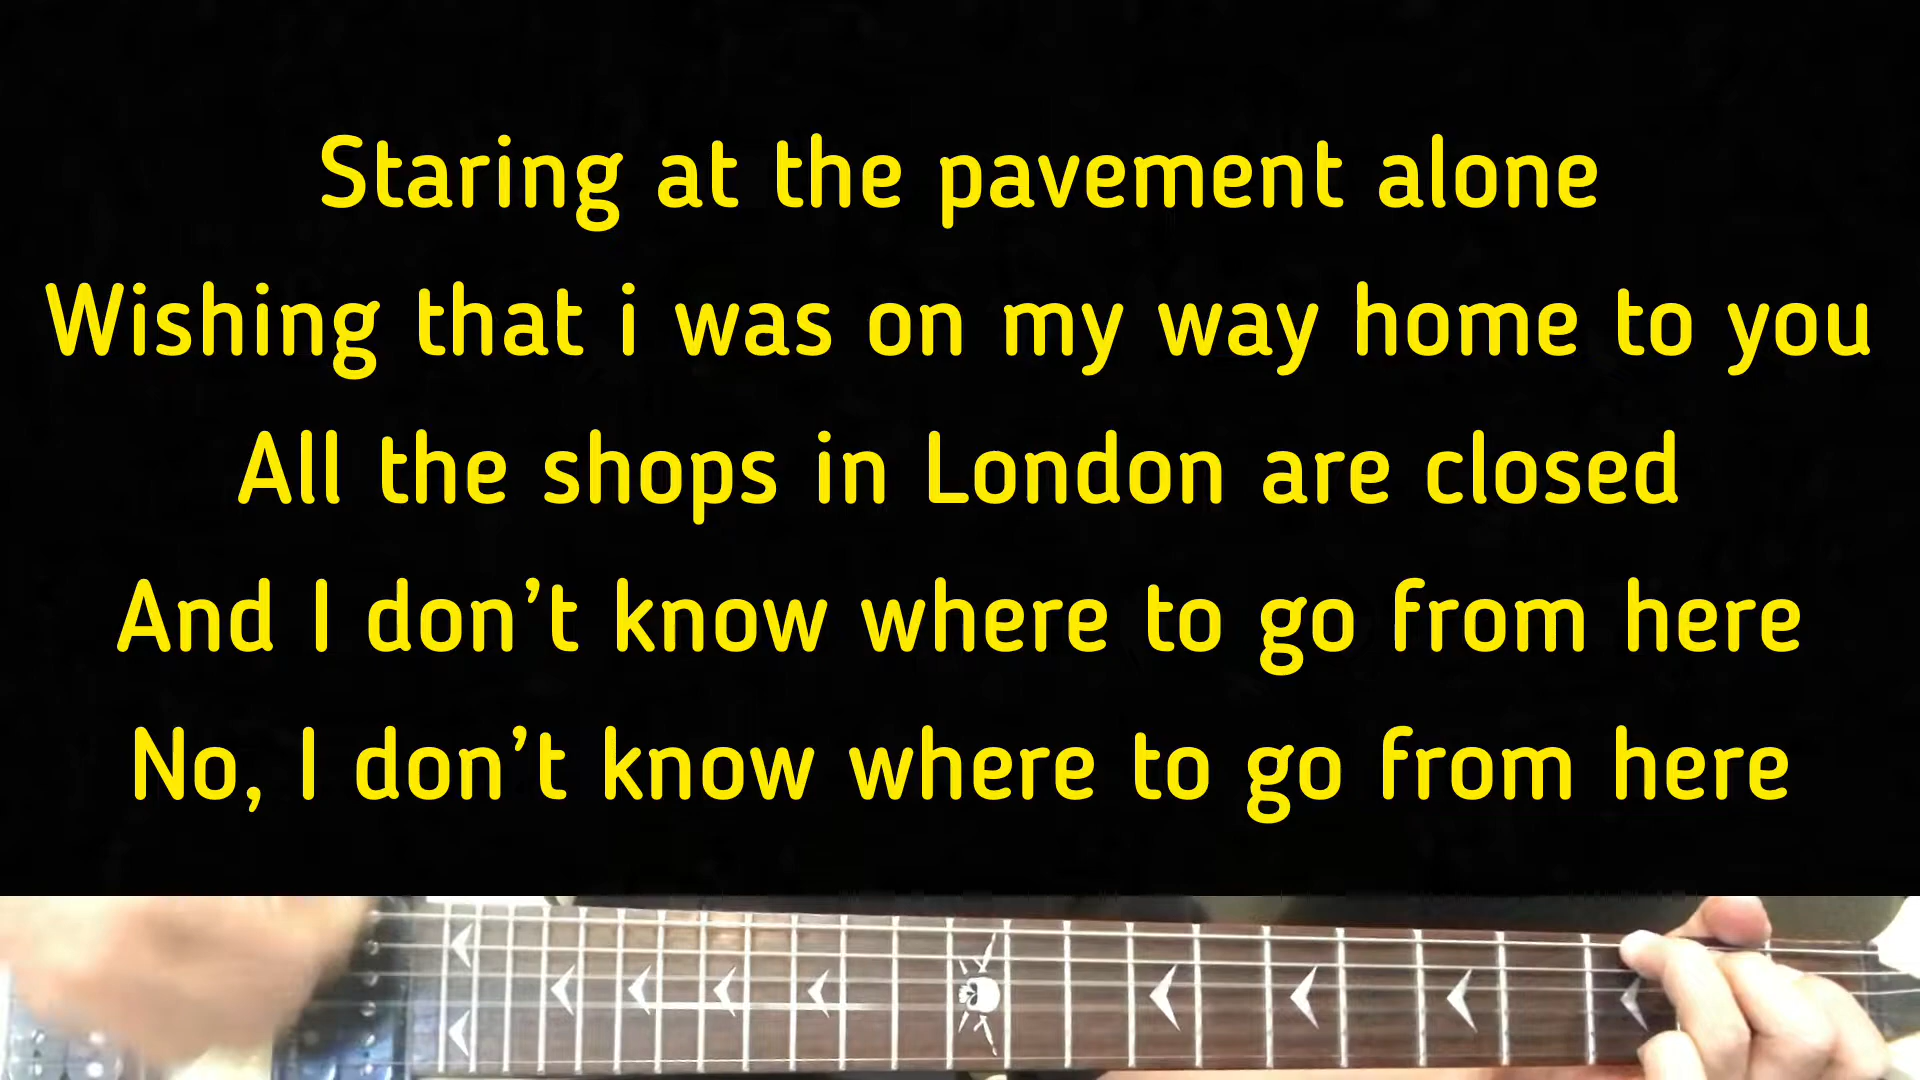 Staring at the pavement alone
Wishing that i was on my way home to you
All the shops in London are closed
And I don’t know where to go from here
No, I don’t know where to go from here